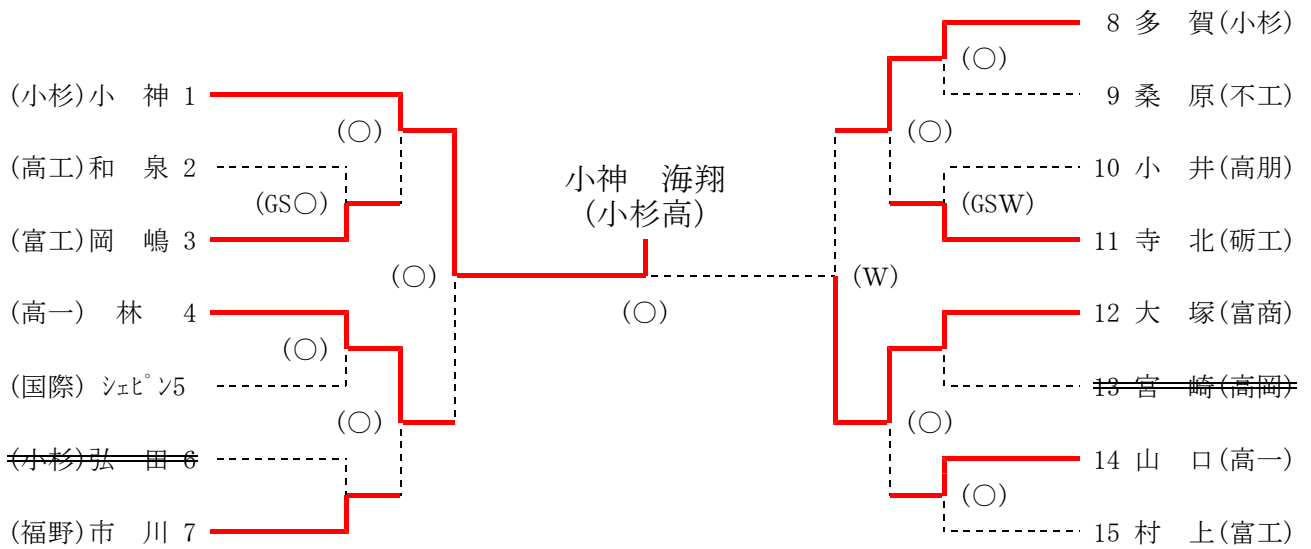 (小杉)小　神 1
(○)
(高工)和　泉 2
(GS○)
(富工)岡　嶋 3
(○)
(高一)　林　4
(○)
(国際) ｼｪﾋﾟﾝ5
(○)
(小杉)弘　田 6
(福野)市　川 7
小神　海翔
(小杉高)
(○)
8 多　賀(小杉)
(○)
9 桑　原(不工)
(○)
10 小　井(高朋)
(GSW)
11 寺　北(砺工)
(W)
12 大　塚(富商)
13 宮　崎(高岡)
(○)
14 山　口(高一)
(○)
15 村　上(富工)